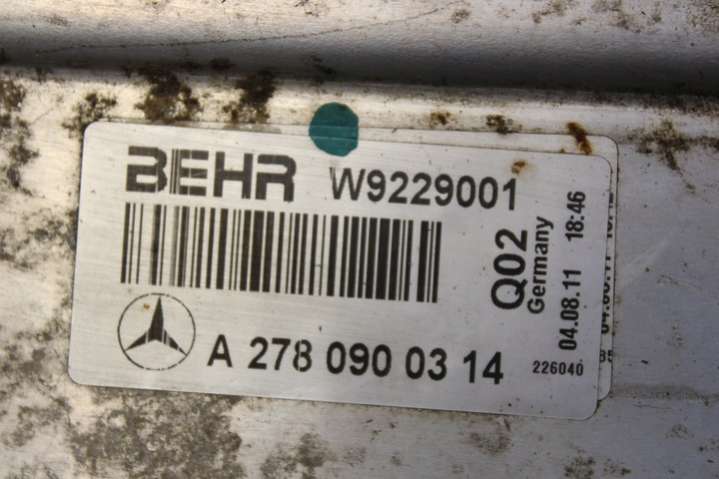 BEHR W9229001
A 278 090 03 14
Q02
Germany
04.08.11 18:46
226040